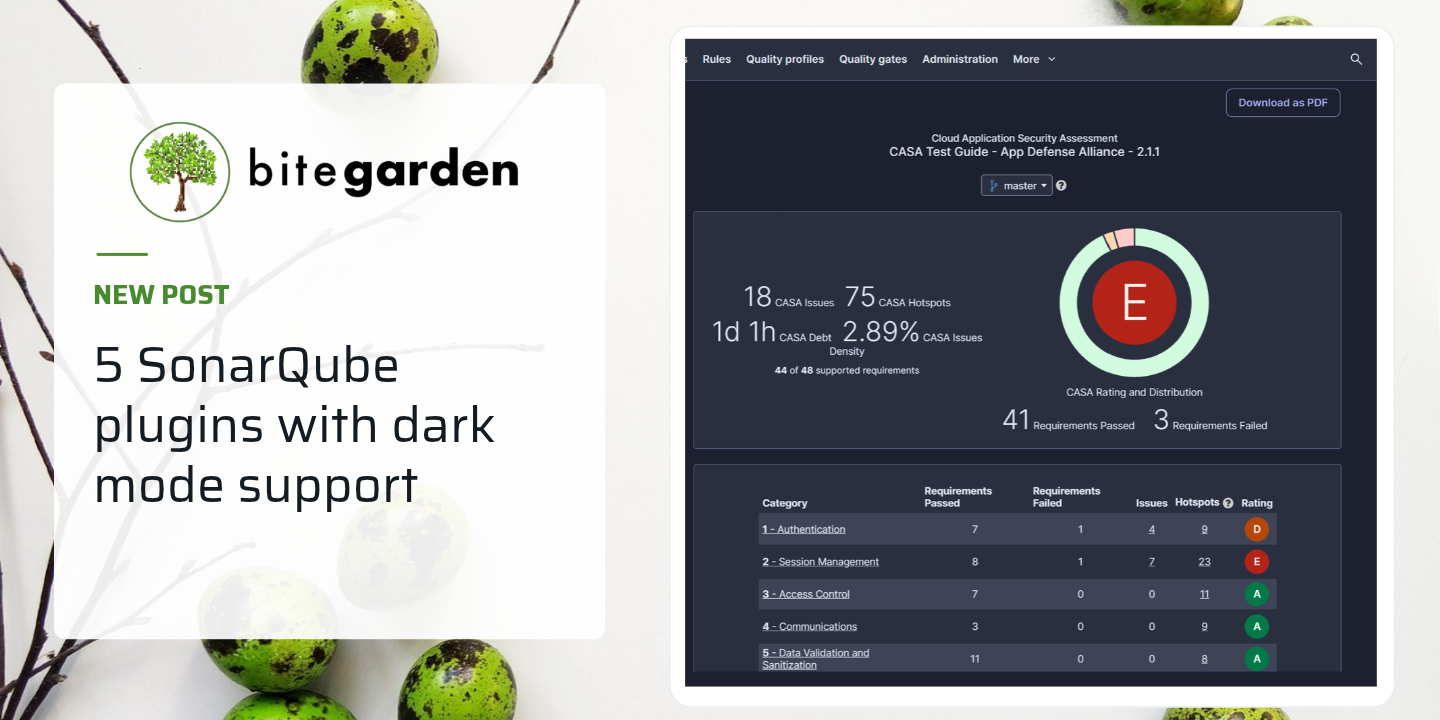 bitegarden
NEW POST
5 SonarQube
plugins with dark
mode support
s Rules Quality profiles Quality gates Administration More
Download as PDF
Cloud Application Security Assessment
CASA Test Guide - App Defense Alliance - 2.1.1
master ?
18 CASA Issues 75 CASA Hotspots
1d 1h CASA Debt 2.89% CASA Issues
Density
44 of 48 supported requirements
E
CASA Rating and Distribution
41 Requirements Passed 3 Requirements Failed
Category Requirements Passed Requirements Failed Issues Hotspots ? Rating
1 - Authentication 7 1 4 9 D
2 - Session Management 8 1 7 23 E
3 - Access Control 7 0 0 11 A
4 - Communications 3 0 0 9 A
5 - Data Validation and
Sanitization 11 0 0 8 A